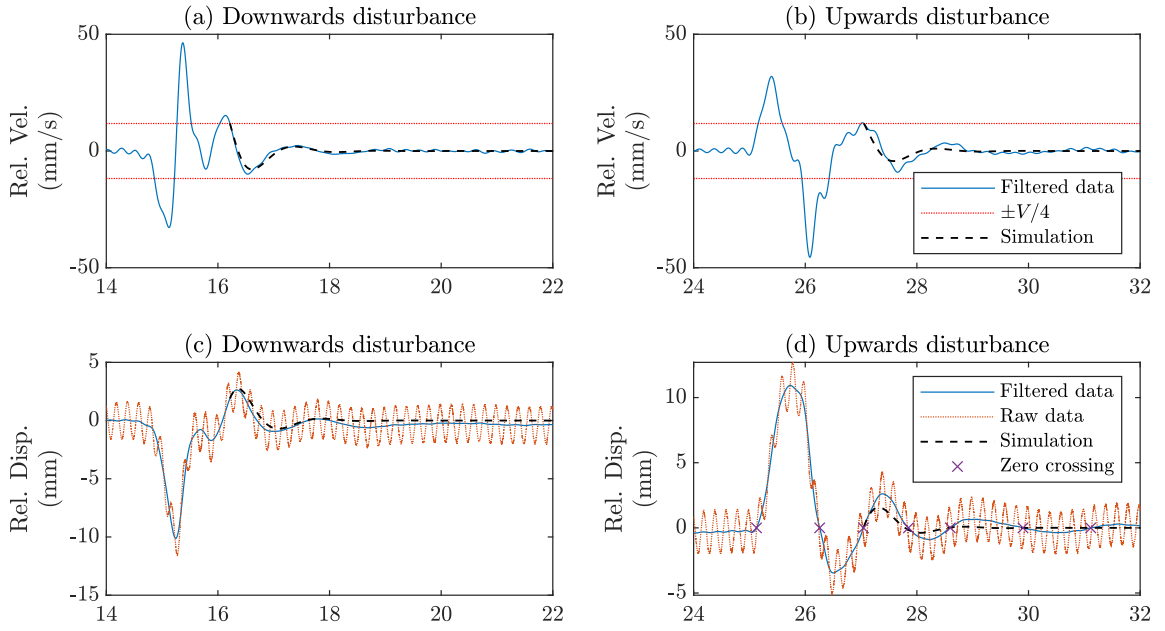 (a) Downwards disturbance
50
0
-50
Rel. Vel.
(mm/s)
14 16 18 20 22
(b) Upwards disturbance
50
0
-50
Rel. Vel.
(mm/s)
Filtered data
±V/4
Simulation
24 26 28 30 32
(c) Downwards disturbance
5
0
-5
-10
-15
Rel. Disp.
(mm)
14 16 18 20 22
(d) Upwards disturbance
10
5
0
-5
Rel. Disp.
(mm)
Filtered data
Raw data
Simulation
Zero crossing
24 26 28 30 32